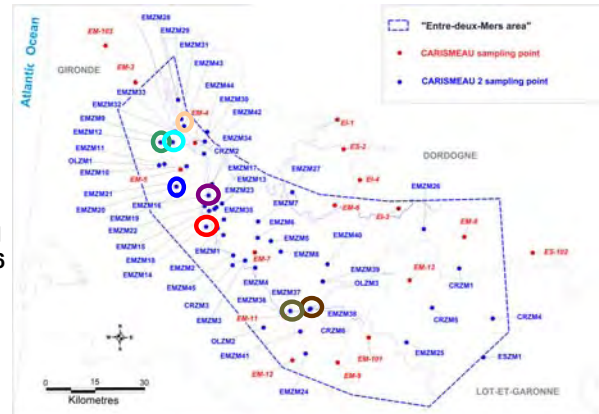 EMZM28
EMZM29
EM-103
EMZM31
EMZM43
"Entre-deux-Mers area"
CARISMEAU sampling point
CARISMEAU 2 sampling point
Atlantic Ocean
GIRONDE
EM-3
EMZM33
EMZM44
EMZM30
EMZM32
EM-4
EMZM42
EMZM9
EMZM12
EMZM34
EI-1
EMZM11
CRZM2
ES-2
OLZM1
EMZM17
DORDOGNE
EMZM10
EM-5
EMZM13
EMZM27
EI-4
EMZM26
EMZM21
EMZM23
EMZM7
EMZM20
EMZM16
EMZM35
EM-6
EI-3
EMZM19
EMZM6
EM-8
EMZM22
EMZM5
EMZM40
6
EMZM18
EMZM1
EMZM8
ES-102
EMZM15
EM-7
EMZM14
EMZM2
EMZM4
EMZM39
EM-13
EMZM45
EMZM37
OLZM3
CRZM1
CRZM3
EMZM36
EMZM3
EM-11
EMZM38
CRZM5
CRZM4
OLZM2
CRZM6
EMZM41
EM-101
EMZM25
ESZM1
EM-12
EM-9
EMZM24
LOT-ET-GARONNE
0 15 30
Kilometres